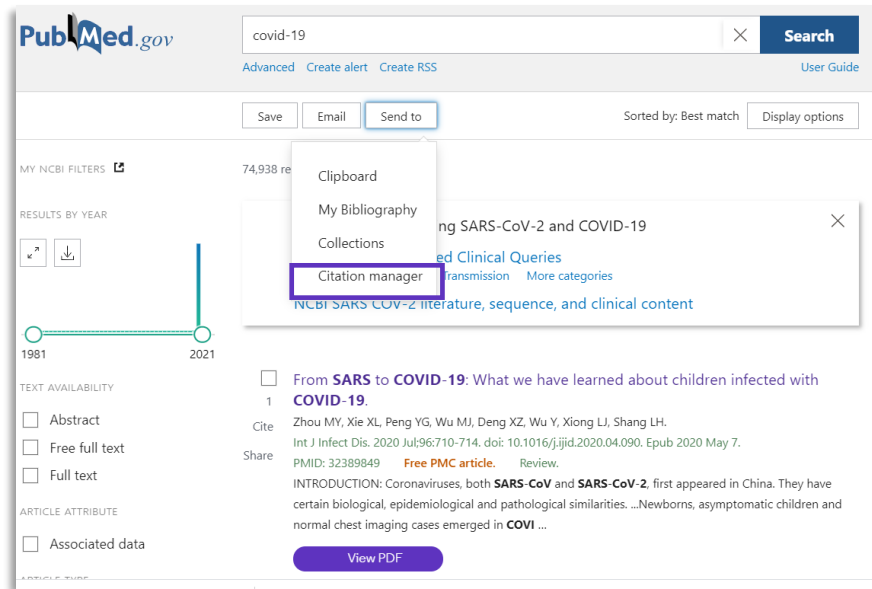 PubMed.gov
covid-19
Search
Advanced Create alert Create RSS
User Guide
Save Email Send to
Sorted by: Best match Display options
MY NCBI FILTERS
74,938 re
Clipboard
My Bibliography
Collections
Citation manager
RESULTS BY YEAR
ng SARS-CoV-2 and COVID-19
ed Clinical Queries
Transmission More categories
NCBI SARS COV-2 literature, sequence, and clinical content
1981 2021
TEXT AVAILABILITY
Abstract
Free full text
Full text
ARTICLE ATTRIBUTE
Associated data
ARTICLE TYPE
1
Cite
Share
From SARS to COVID-19: What we have learned about children infected with
COVID-19.
Zhou MY, Xie XL, Peng YG, Wu MJ, Deng XZ, Wu Y, Xiong LJ, Shang LH.
Int J Infect Dis. 2020 Jul;96:710-714. doi: 10.1016/j.ijid.2020.04.090. Epub 2020 May 7.
PMID: 32389849 Free PMC article. Review.
INTRODUCTION: Coronaviruses, both SARS-CoV and SARS-CoV-2, first appeared in China. They have
certain biological, epidemiological and pathological similarities. ...Newborns, asymptomatic children and
normal chest imaging cases emerged in COVI ...
View PDF